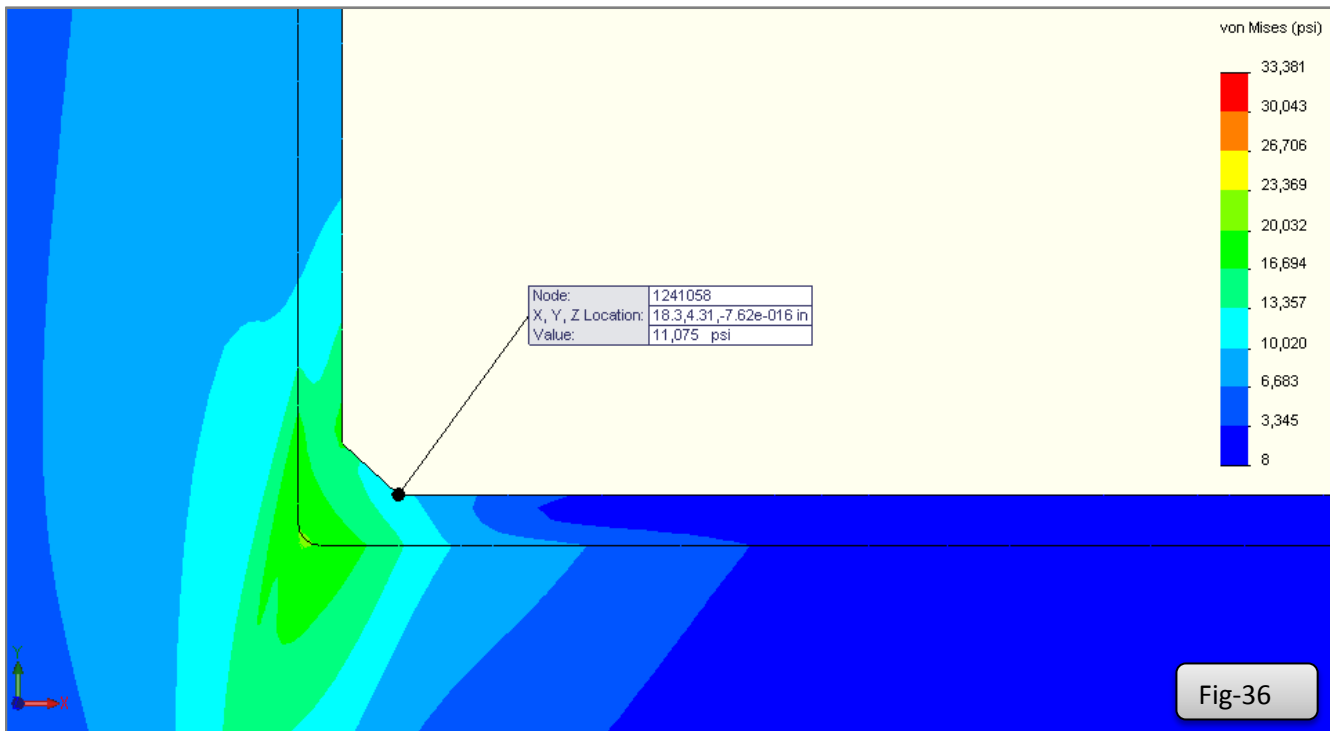 von Mises (psi)
33,381
30,043
26,706
23,369
20,032
16,694
13,357
10,020
6,683
3,345
8
Node: 1241058
X, Y, Z Location: 18.3,4.31,-7.62e-016 in
Value: 11,075 psi
Y
X
Fig-36